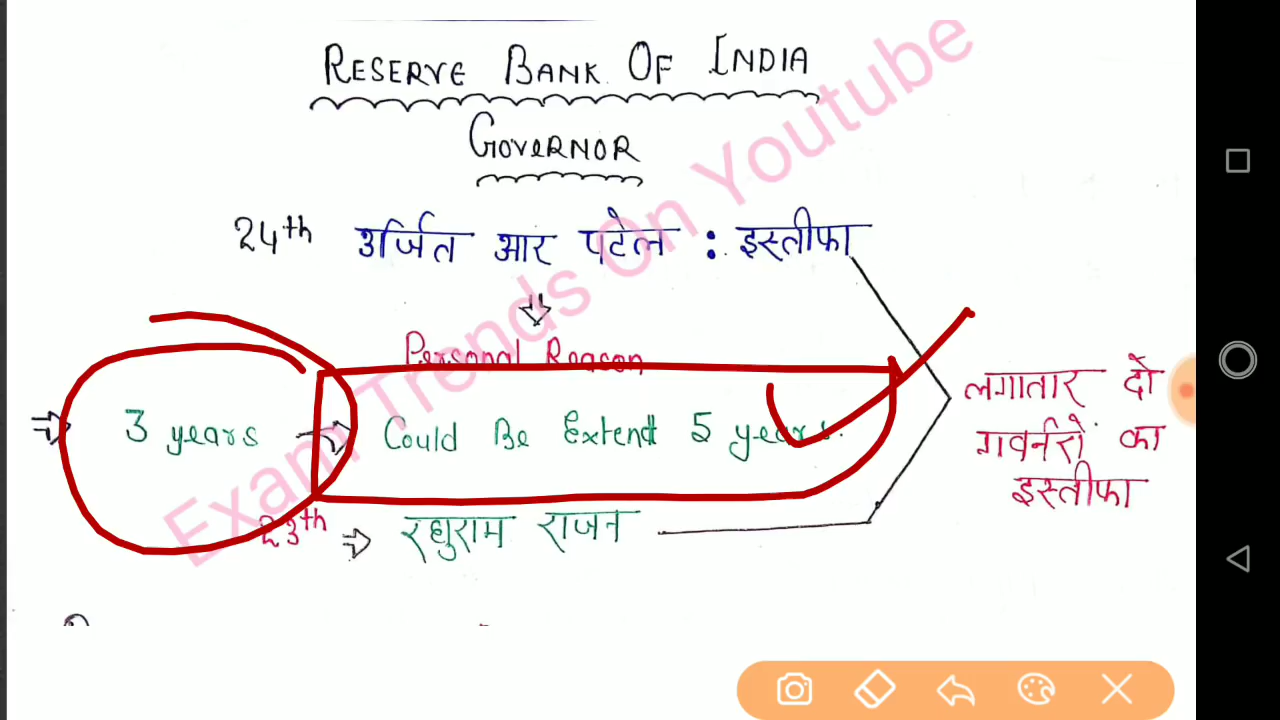 RESERVE BANK OF INDIA
GOVERNOR
24th उर्जित आर पटेल : इस्तीफा
Personal Reason
3 years Could Be Extend 5 years.
23th रघुराम राजन
लगातार दो
गवर्नरों का
इस्तीफा
Exam Trends On Youtube